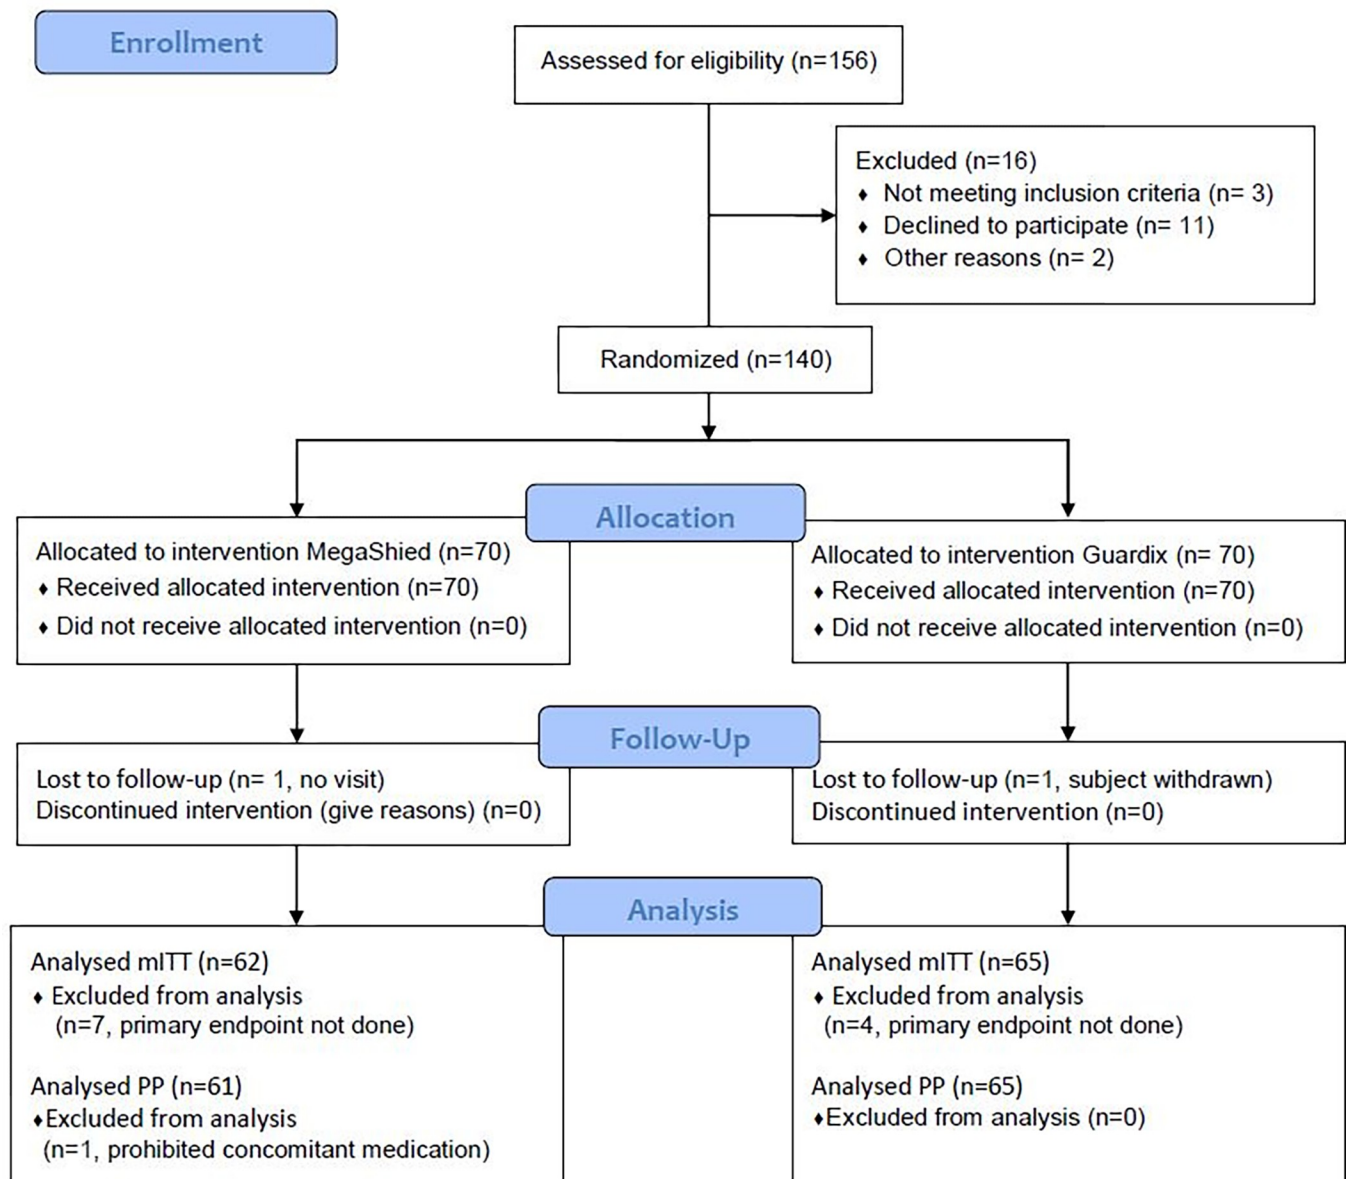 Enrollment
Assessed for eligibility (n=156)
Excluded (n=16)
♦ Not meeting inclusion criteria (n= 3)
♦ Declined to participate (n= 11)
♦ Other reasons (n= 2)
Randomized (n=140)
Allocation
Allocated to intervention MegaShied (n=70)
♦ Received allocated intervention (n=70)
♦ Did not receive allocated intervention (n=0)
Allocated to intervention Guardix (n= 70)
♦ Received allocated intervention (n=70)
♦ Did not receive allocated intervention (n=0)
Follow-Up
Lost to follow-up (n= 1, no visit)
Discontinued intervention (give reasons) (n=0)
Lost to follow-up (n=1, subject withdrawn)
Discontinued intervention (n=0)
Analysis
Analysed mITT (n=62)
♦ Excluded from analysis
(n=7, primary endpoint not done)
Analysed PP (n=61)
♦Excluded from analysis
(n=1, prohibited concomitant medication)
Analysed mITT (n=65)
♦ Excluded from analysis
(n=4, primary endpoint not done)
Analysed PP (n=65)
♦Excluded from analysis (n=0)